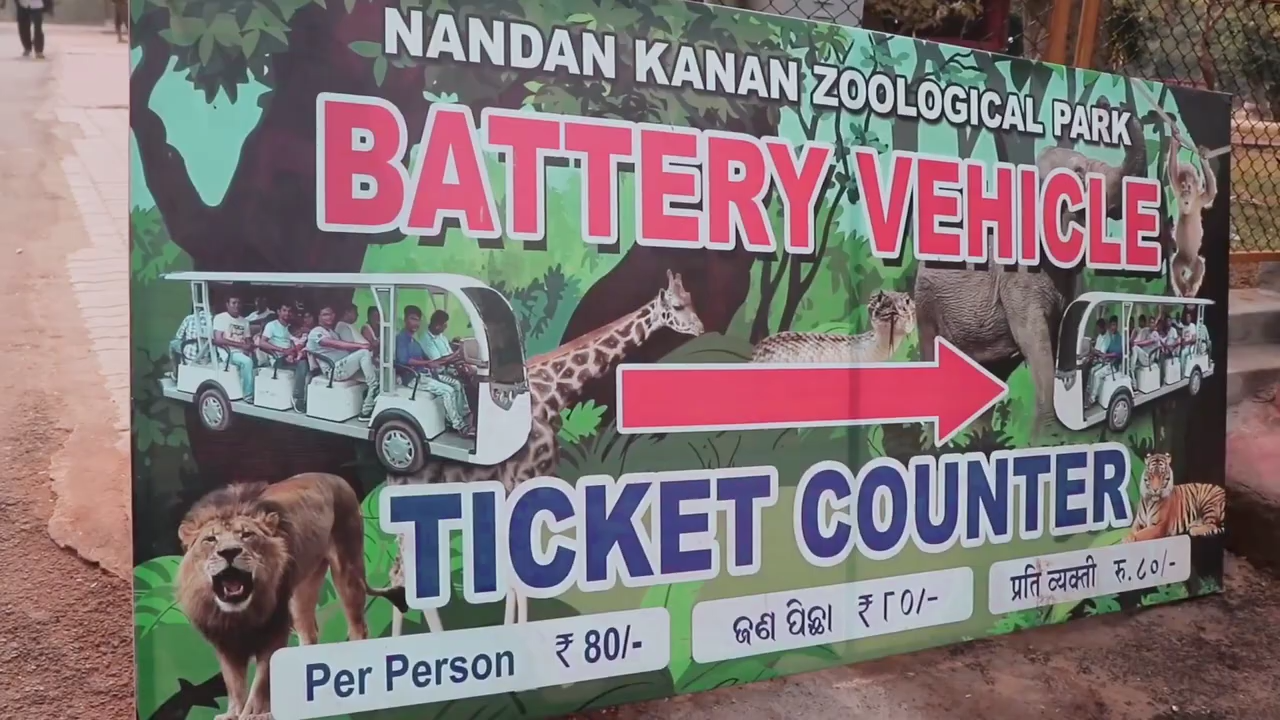 NANDAN KANAN ZOOLOGICAL PARK
BATTERY VEHICLE
TICKET COUNTER
Per Person ₹ 80/-
ଜଣ ପିଛା ₹ ୮୦/-
प्रति व्यक्ती रु. ८०/-